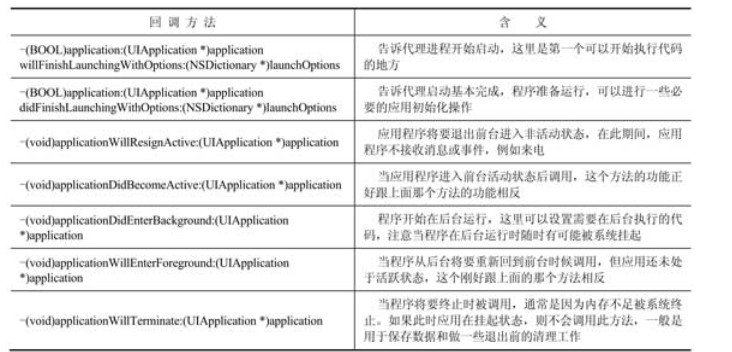 回调方法
含 义
-(BOOL)application:(UIApplication *)application
willFinishLaunchingWithOptions:(NSDictionary *)launchOptions
告诉代理进程开始启动，这里是第一个可以开始执行代码
的地方
-(BOOL)application:(UIApplication *)application
didFinishLaunchingWithOptions:(NSDictionary *)launchOptions
告诉代理启动基本完成，程序准备运行，可以进行一些必
要的应用初始化操作
-(void)applicationWillResignActive:(UIApplication *)application
应用程序将要退出前台进入非活动状态，在此期间，应用
程序不接收消息或事件，例如来电
-(void)applicationDidBecomeActive:(UIApplication *)application
当应用程序进入前台活动状态后调用，这个方法的功能正
好跟上面那个方法的功能相反
-(void)applicationDidEnterBackground:(UIApplication
*)application
程序开始在后台运行，这里可以设置需要在后台执行的代
码，注意当程序在后台运行时随时有可能被系统挂起
-(void)applicationWillEnterForeground:(UIApplication
*)application
当程序从后台将要重新回到前台时候调用，但应用还未处
于活跃状态，这个刚好跟上面的那个方法相反
-(void)applicationWillTerminate:(UIApplication *)application
当程序将要终止时被调用，通常是因为内存不足被系统终
止。如果此时应用在挂起状态，则不会调用此方法，一般是
用于保存数据和做一些退出前的清理工作